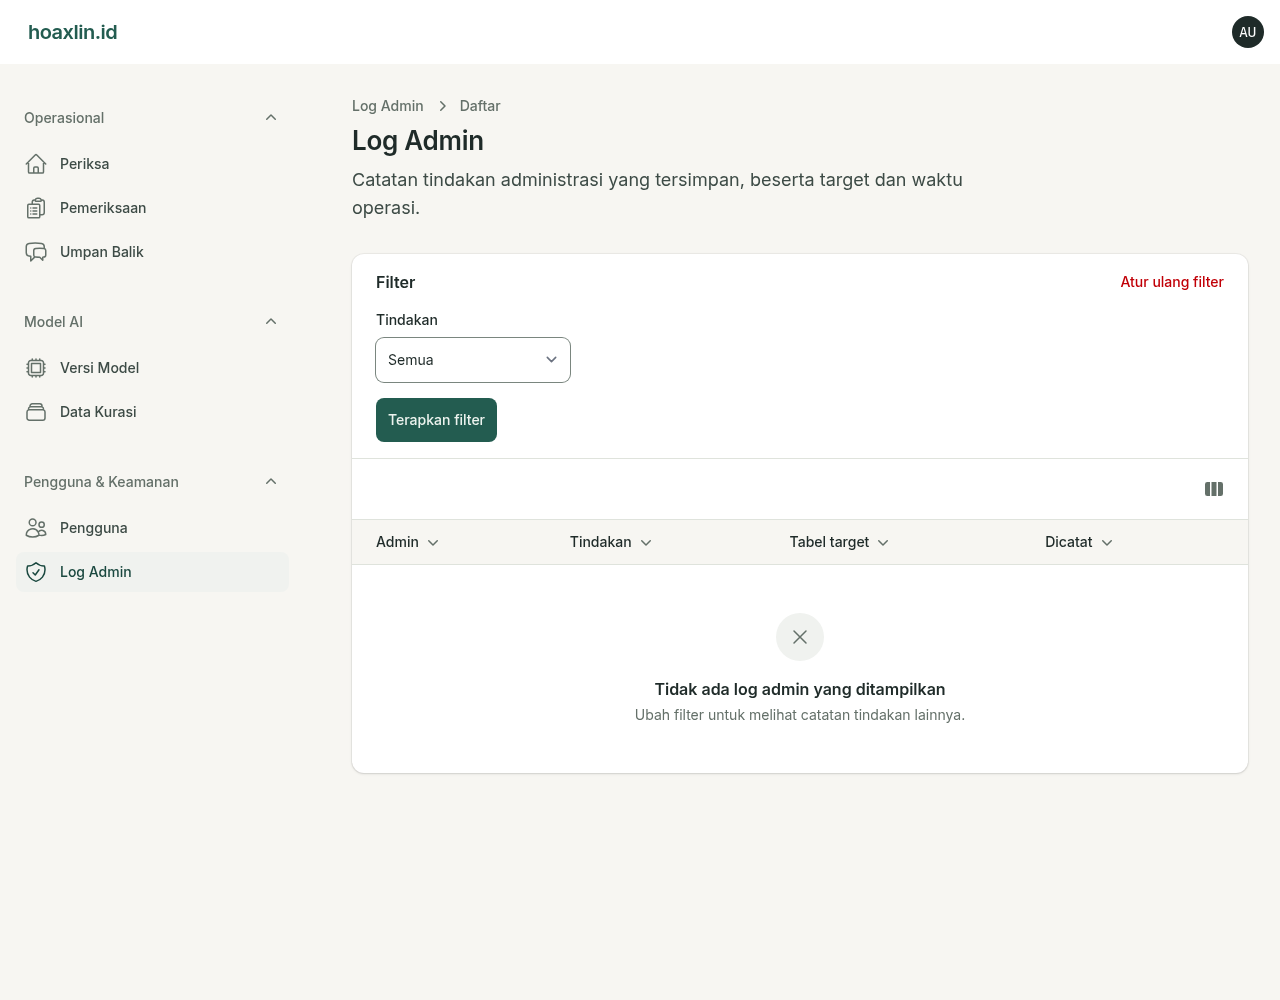 hoaxlin.id
AU
Operasional
Periksa
Pemeriksaan
Umpan Balik
Model AI
Versi Model
Data Kurasi
Pengguna & Keamanan
Pengguna
Log Admin
Log Admin
Daftar
Log Admin
Catatan tindakan administrasi yang tersimpan, beserta target dan waktu
operasi.
Filter
Atur ulang filter
Tindakan
Semua
Terapkan filter
Admin
Tindakan
Tabel target
Dicatat
Tidak ada log admin yang ditampilkan
Ubah filter untuk melihat catatan tindakan lainnya.